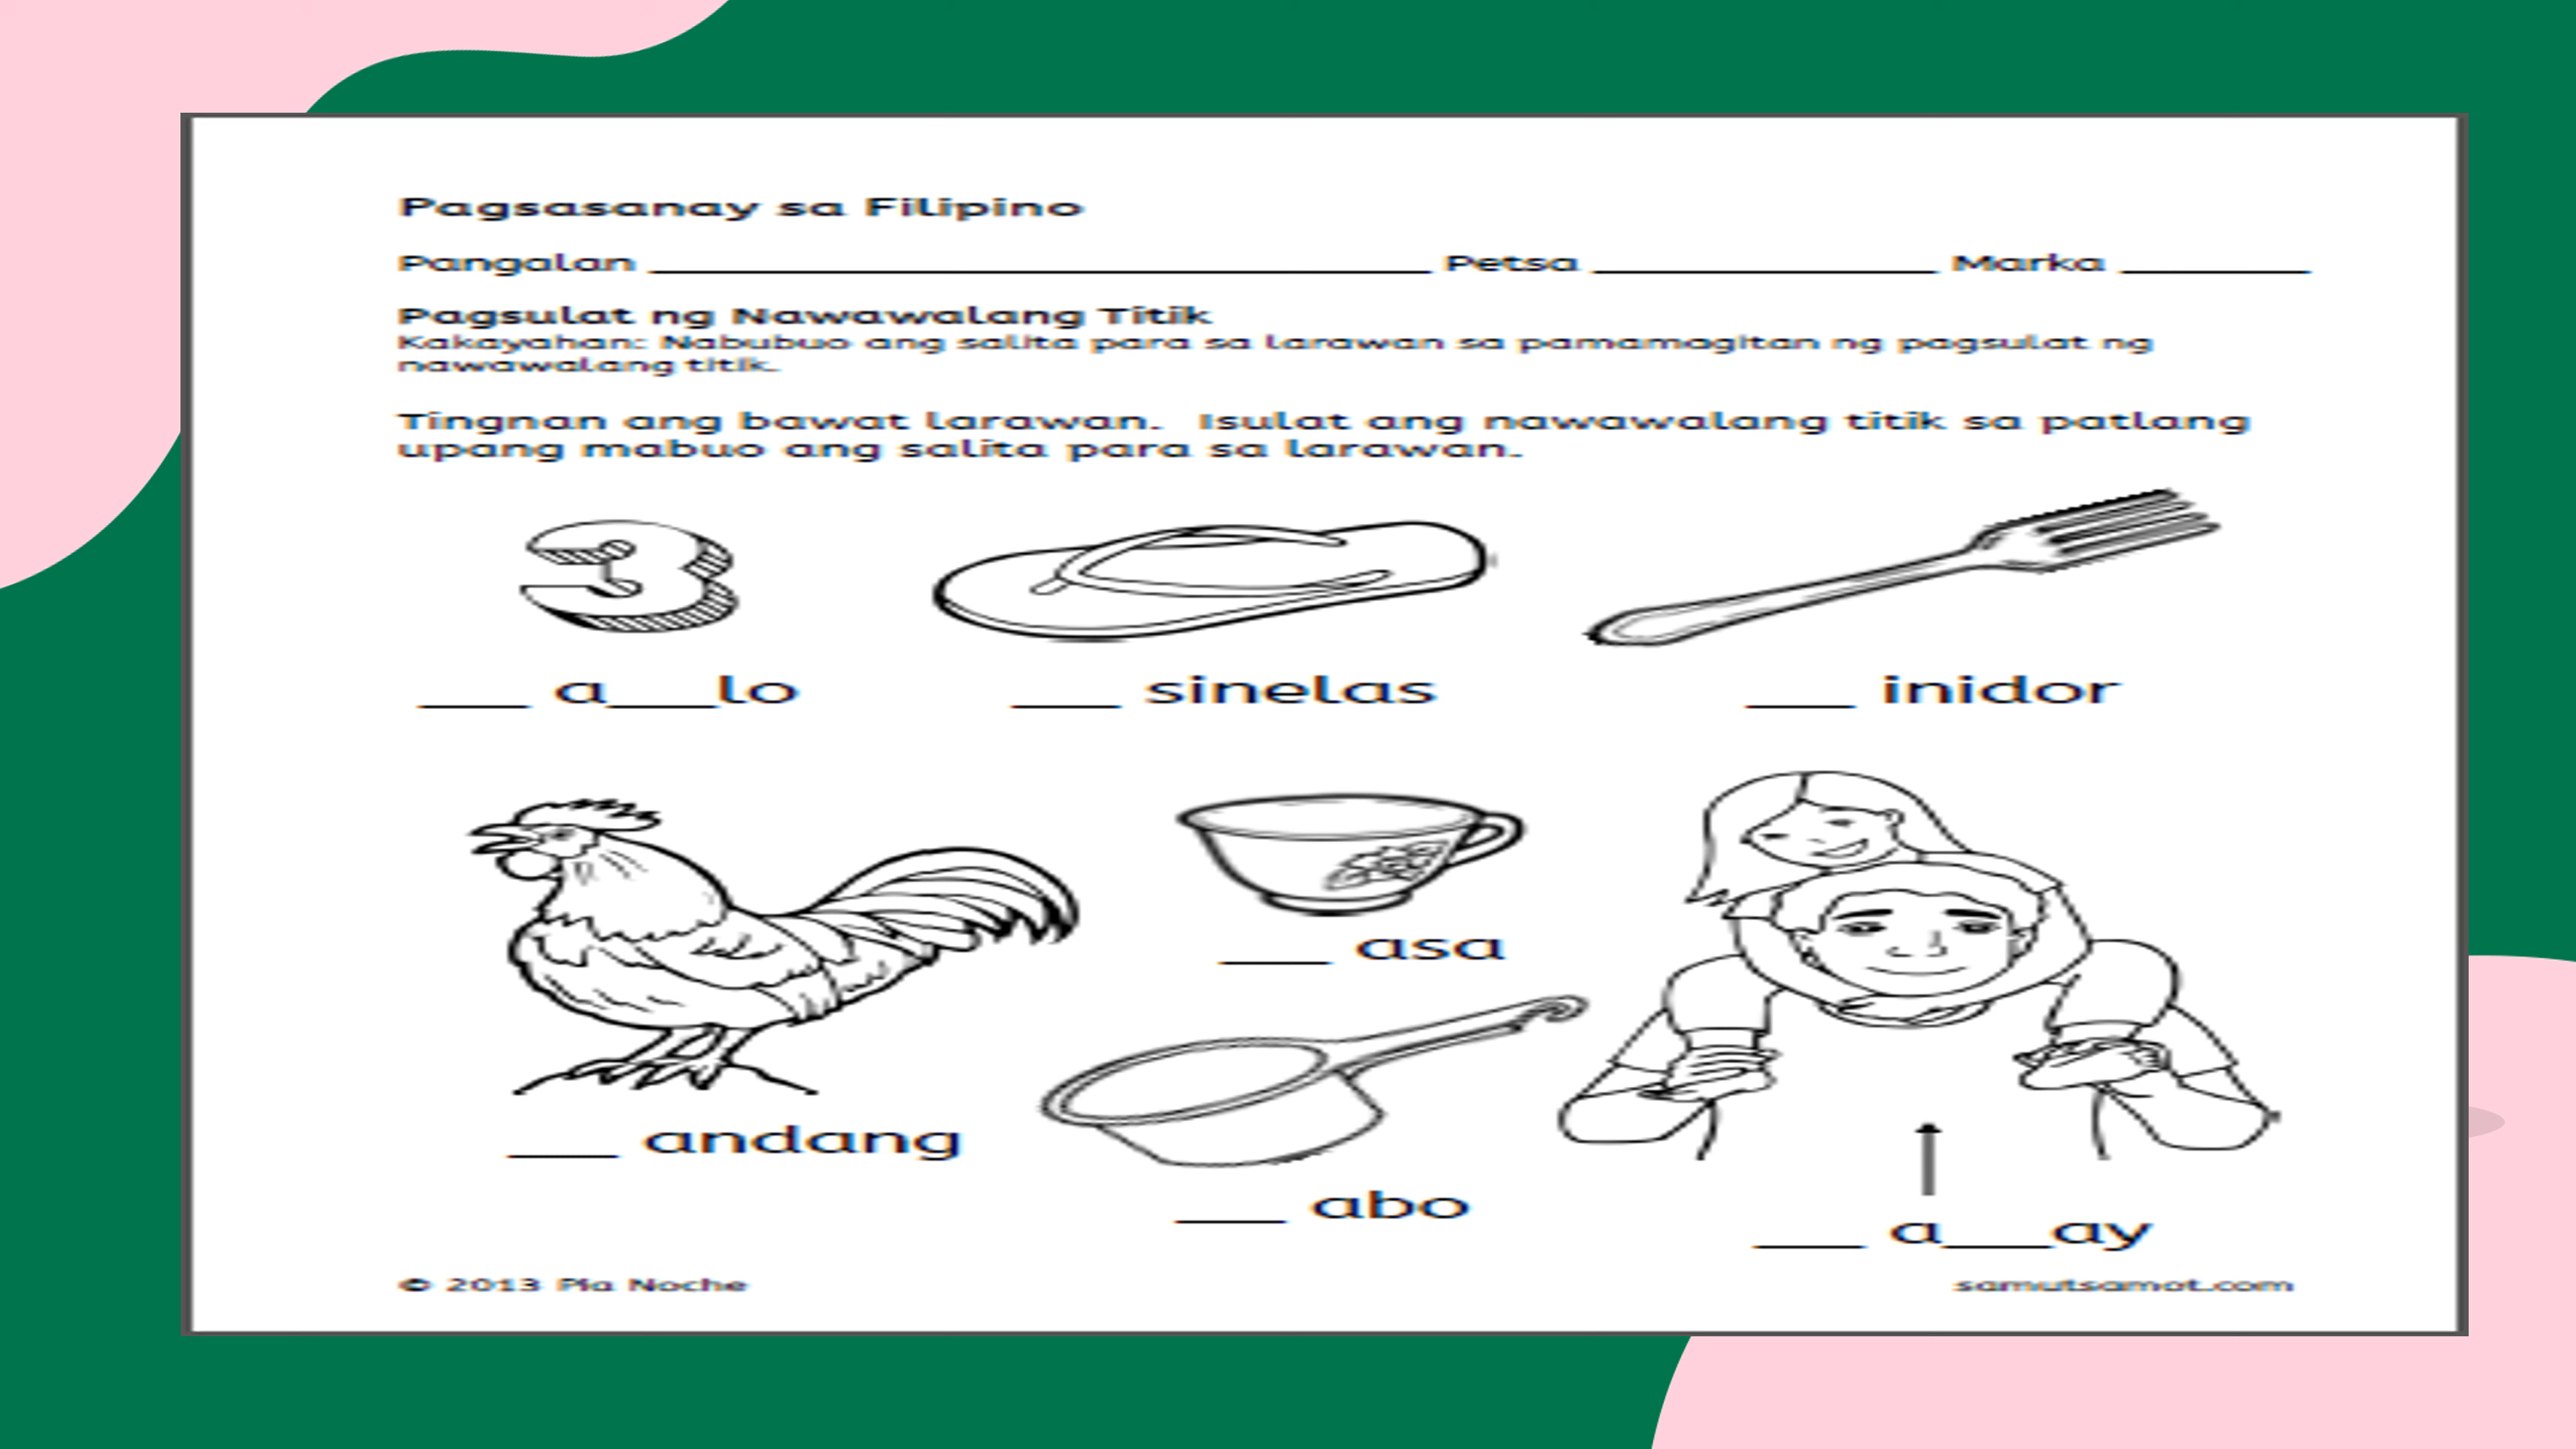 Pagsasanay sa Filipino
Pangalan ____________________ Petsa __________ Marka ______
Pagsulat ng Nawawalang Titik
Kakayahan: Nabubuo ang salita para sa larawan sa pamamagitan ng pagsulat ng
nawawalang titik.
Tingnan ang bawat larawan. Isulat ang nawawalang titik sa patlang
upang mabuo ang salita para sa larawan.
3
___ a___lo ___ sinelas ___ inidor
___ asa
___ andang
___ abo
___ a___ay
© 2013 Pia Noche samutsamot.com